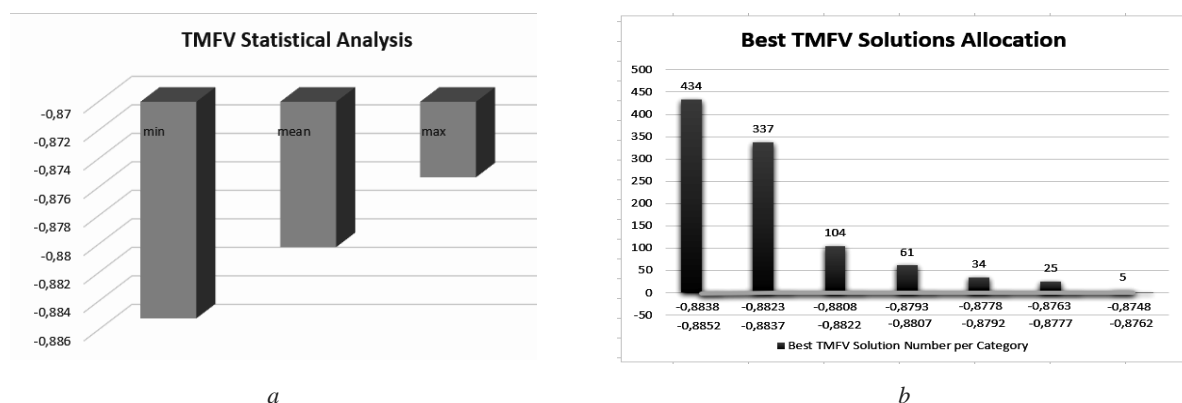 TMFV Statistical Analysis
-0,87
-0,872
-0,874
-0,876
-0,878
-0,88
-0,882
-0,884
-0,886
min
mean
max
a
Best TMFV Solutions Allocation
500
450
400
350
300
250
200
150
100
50
0
-50
434
337
104
61
34
25
5
-0,8838 -0,8823 -0,8808 -0,8793 -0,8778 -0,8763 -0,8748
-0,8852 -0,8837 -0,8822 -0,8807 -0,8792 -0,8777 -0,8762
Best TMFV Solution Number per Category
b